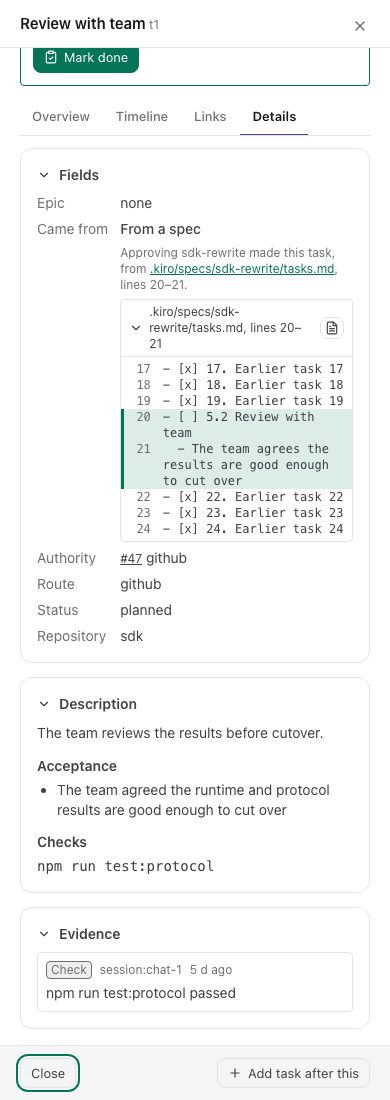 Review with team t1
Mark done
Overview Timeline Links Details
Fields
Epic none
Came from From a spec
Approving sdk-rewrite made this task,
from .kiro/specs/sdk-rewrite/tasks.md,
lines 20–21.
.kiro/specs/sdk-
rewrite/tasks.md, lines 20–
21
17 - [x] 17. Earlier task 17
18 - [x] 18. Earlier task 18
19 - [x] 19. Earlier task 19
20 - [ ] 5.2 Review with
team
21 - The team agrees the
results are good enough
to cut over
22 - [x] 22. Earlier task 22
23 - [x] 23. Earlier task 23
24 - [x] 24. Earlier task 24
Authority #47 github
Route github
Status planned
Repository sdk
Description
The team reviews the results before cutover.
Acceptance
• The team agreed the runtime and protocol
results are good enough to cut over
Checks
npm run test:protocol
Evidence
Check session:chat-1 5 d ago
npm run test:protocol passed
Close + Add task after this